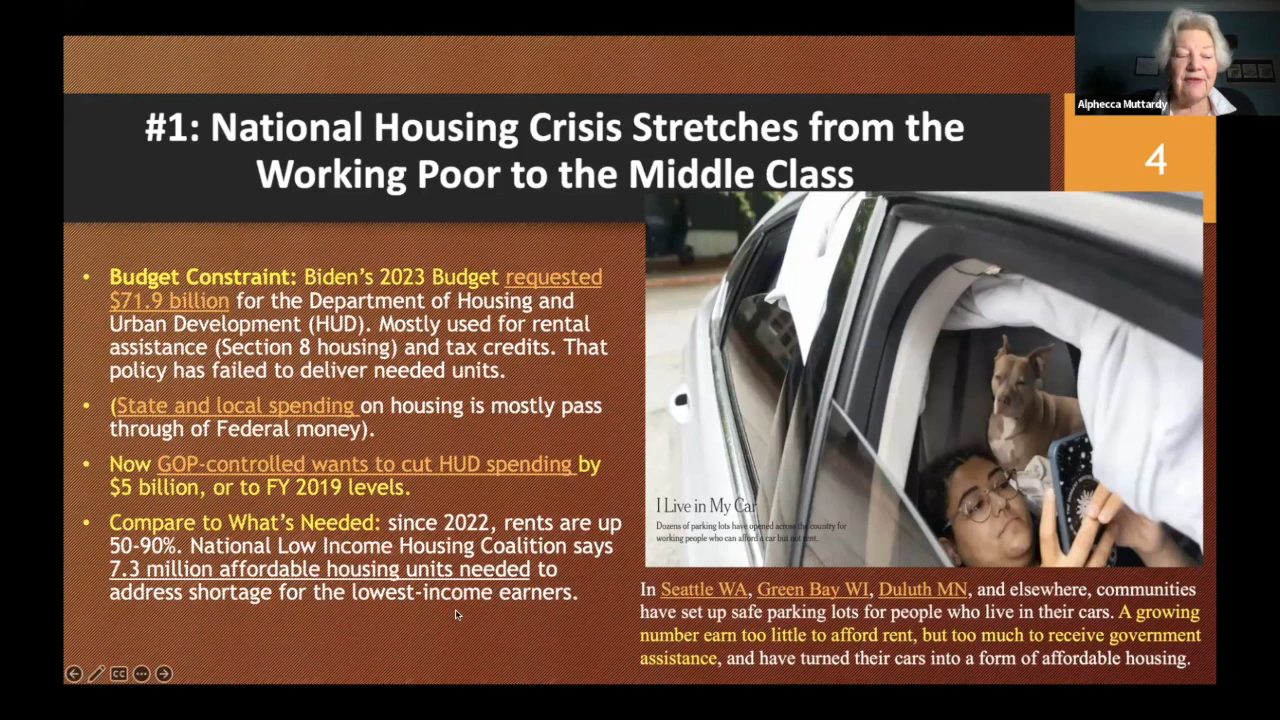 Alphecca Muttardy
#1: National Housing Crisis Stretches from the
Working Poor to the Middle Class
4
• Budget Constraint: Biden's 2023 Budget requested
$71.9 billion for the Department of Housing and
Urban Development (HUD). Mostly used for rental
assistance (Section 8 housing) and tax credits. That
policy has failed to deliver needed units.
• (State and local spending on housing is mostly pass
through of Federal money).
• Now GOP-controlled wants to cut HUD spending by
$5 billion, or to FY 2019 levels.
• Compare to What's Needed: since 2022, rents are up
50-90%. National Low Income Housing Coalition says
7.3 million affordable housing units needed to
address shortage for the lowest-income earners.
I Live in My Car
Dozens of parking lots have opened across the country for
working people who can afford a car but not rent.
In Seattle WA, Green Bay WI, Duluth MN, and elsewhere, communities
have set up safe parking lots for people who live in their cars. A growing
number earn too little to afford rent, but too much to receive government
assistance, and have turned their cars into a form of affordable housing.
CC